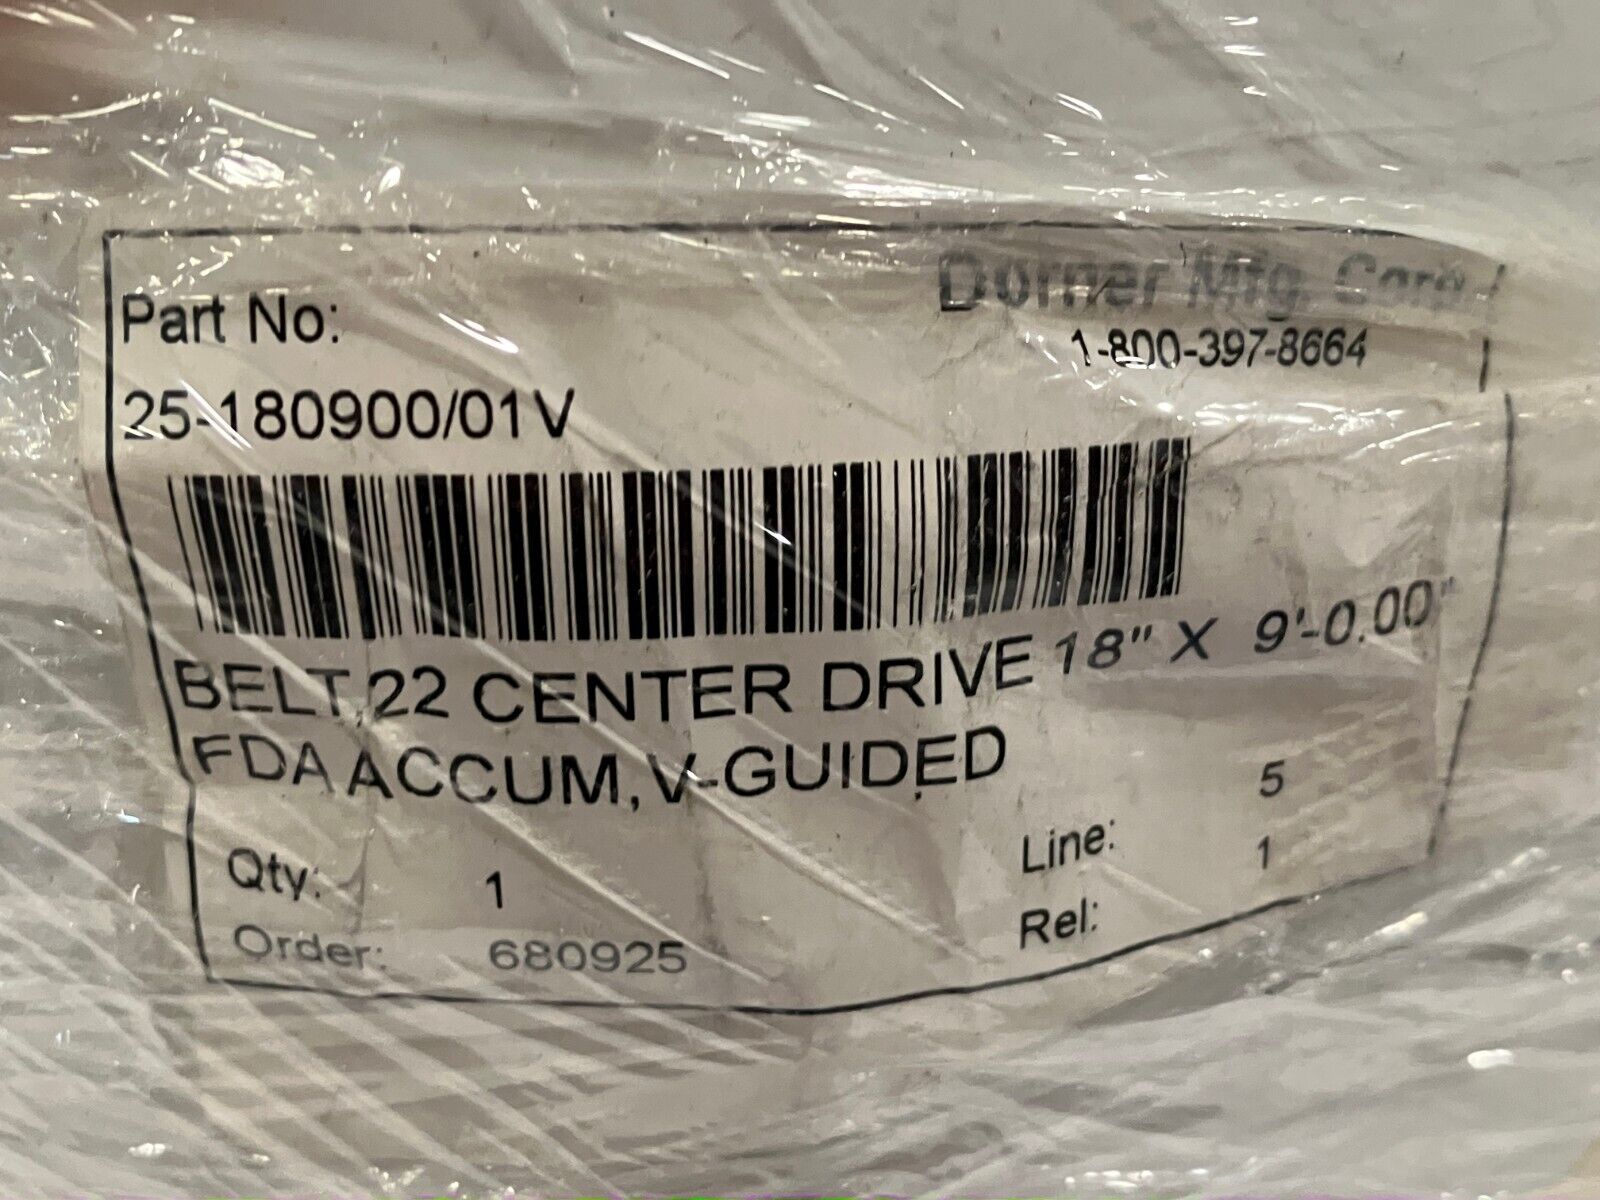 Part No:
Dorner Mfg. Corp.
1-800-397-8664
25-180900/01V
BELT,22 CENTER DRIVE 18" X 9'-0.00"
FDA ACCUM, V-GUIDED
Qty: 1
Line: 5
Order: 680925
Rel: 1